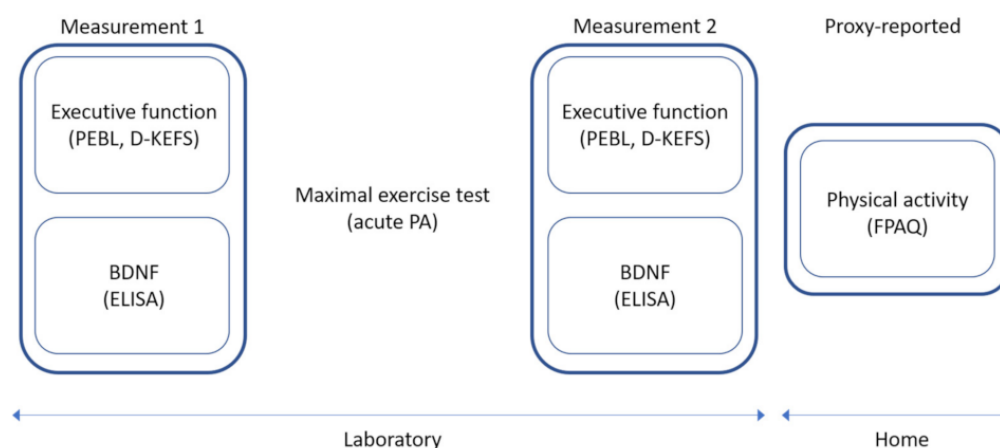 Measurement 1
Executive function
(PEBL, D-KEFS)
BDNF
(ELISA)
Maximal exercise test
(acute PA)
Measurement 2
Executive function
(PEBL, D-KEFS)
BDNF
(ELISA)
Proxy-reported
Physical activity
(FPAQ)
Laboratory
Home